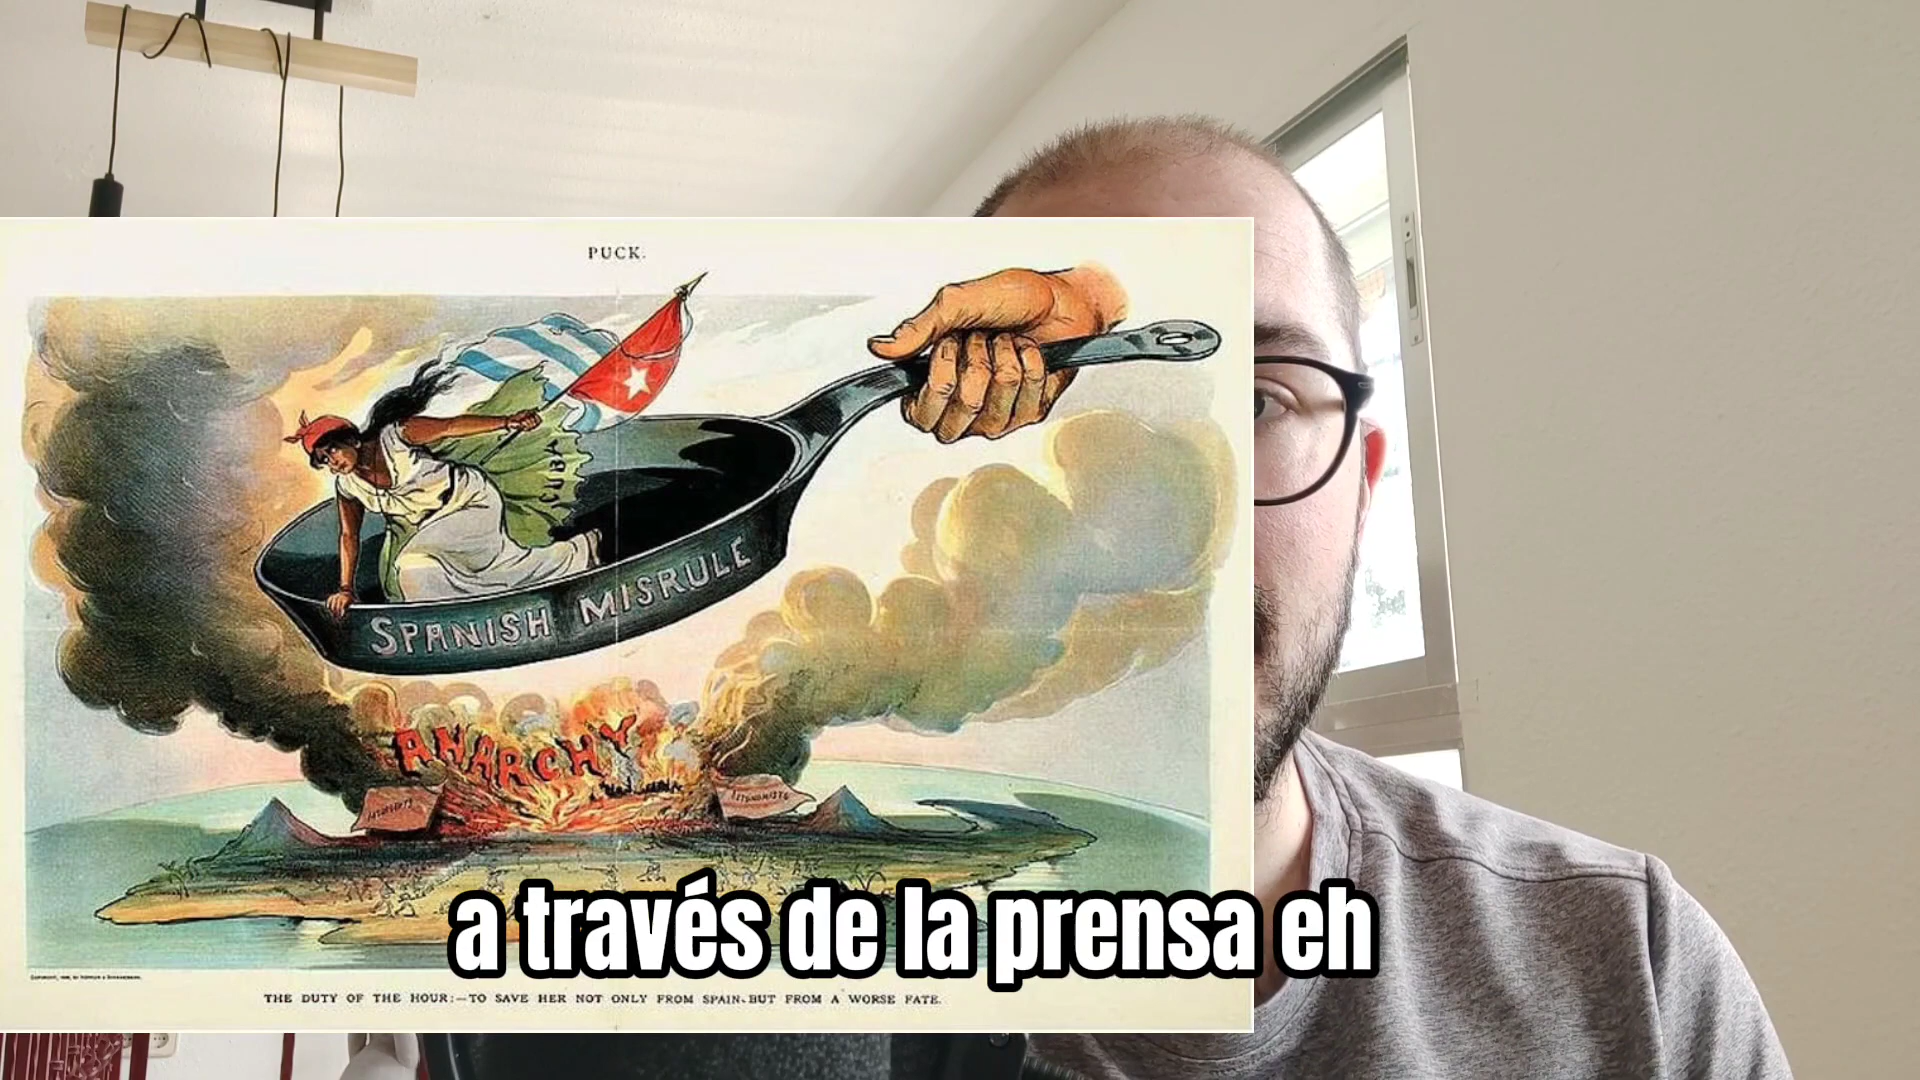 PUCK.
CUBA
SPANISH MISRULE
ANARCHY
a través de la prensa eh
THE DUTY OF THE HOUR:—TO SAVE HER NOT ONLY FROM SPAIN, BUT FROM A WORSE FATE.